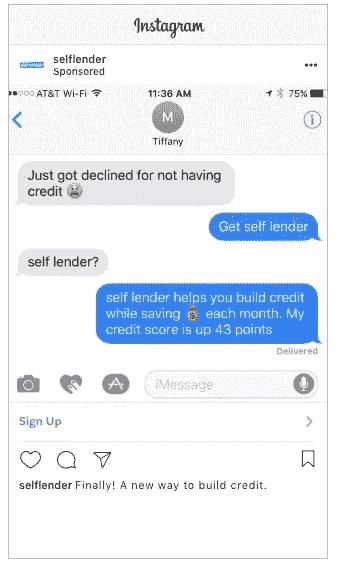 Instagram
selflender
Sponsored
AT&T Wi-Fi 11:36 AM 75%
M
Tiffany
Just got declined for not having
credit 😫
Get self lender
self lender?
self lender helps you build credit
while saving 💰 each month. My
credit score is up 43 points
Delivered
iMessage
Sign Up
selflender Finally! A new way to build credit.